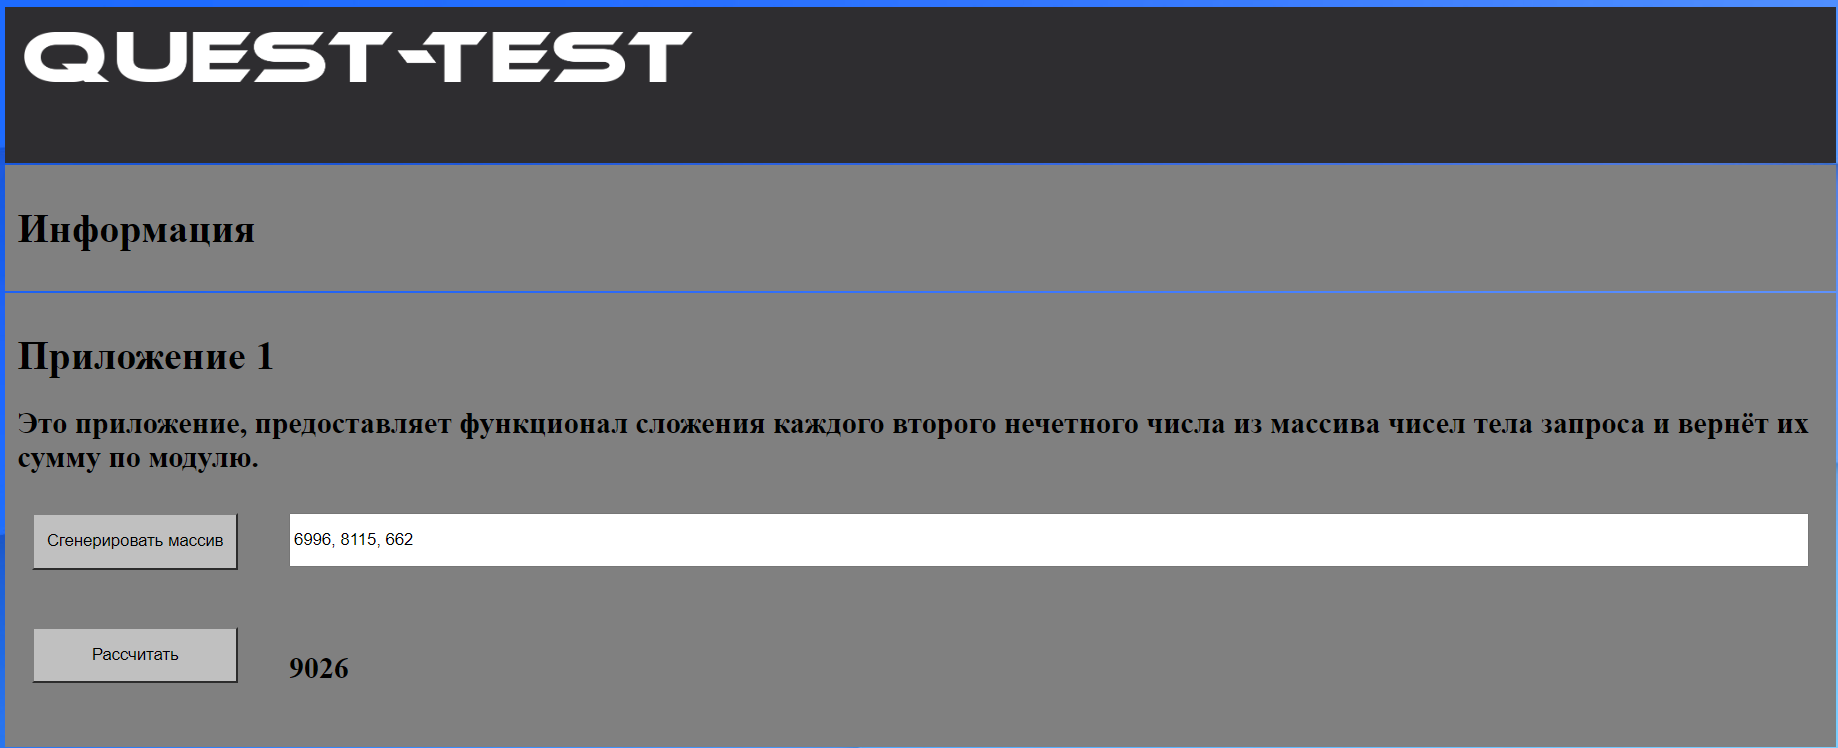 QUEST-TEST
Информация
Приложение 1
Это приложение, предоставляет функционал сложения каждого второго нечетного числа из массива чисел тела запроса и вернёт их
сумму по модулю.
Сгенерировать массив
6996, 8115, 662
Рассчитать
9026